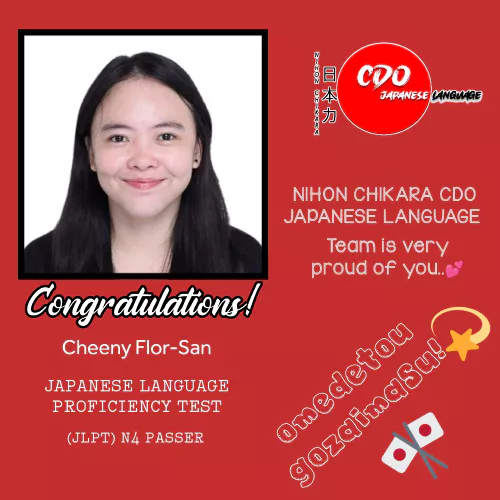 NIHON CHIKARA
日本力
CDO
JAPANESE LANGUAGE
NIHON CHIKARA CDO
JAPANESE LANGUAGE
Team is very
proud of you..💕
Congratulations!
Cheeny Flor-San
JAPANESE LANGUAGE
PROFICIENCY TEST
(JLPT) N4 PASSER
Omedetou
gozaimaSu!